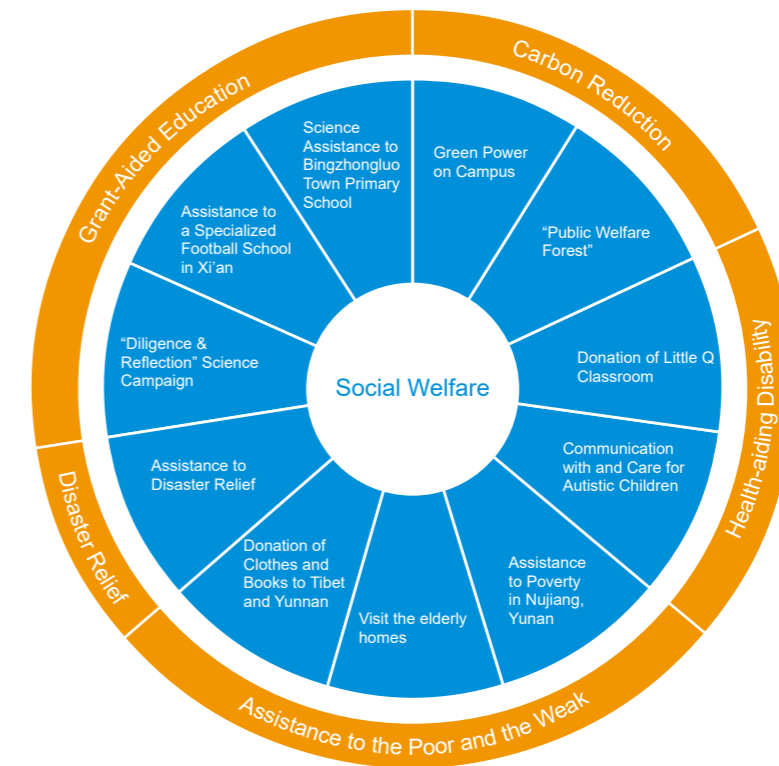 Social Welfare
Carbon Reduction
Green Power
on Campus
“Public Welfare
Forest”
Health-aiding Disability
Donation of Little Q
Classroom
Communication
with and Care for
Autistic Children
Assistance to the Poor and the Weak
Assistance
to Poverty
in Nujiang,
Yunan
Visit the elderly
homes
Donation of
Clothes and
Books to Tibet
and Yunnan
Disaster Relief
Assistance to
Disaster Relief
Grant-Aided Education
“Diligence &
Reflection” Science
Campaign
Assistance to
a Specialized
Football School
in Xi’an
Science
Assistance to
Bingzhongluo
Town Primary
School